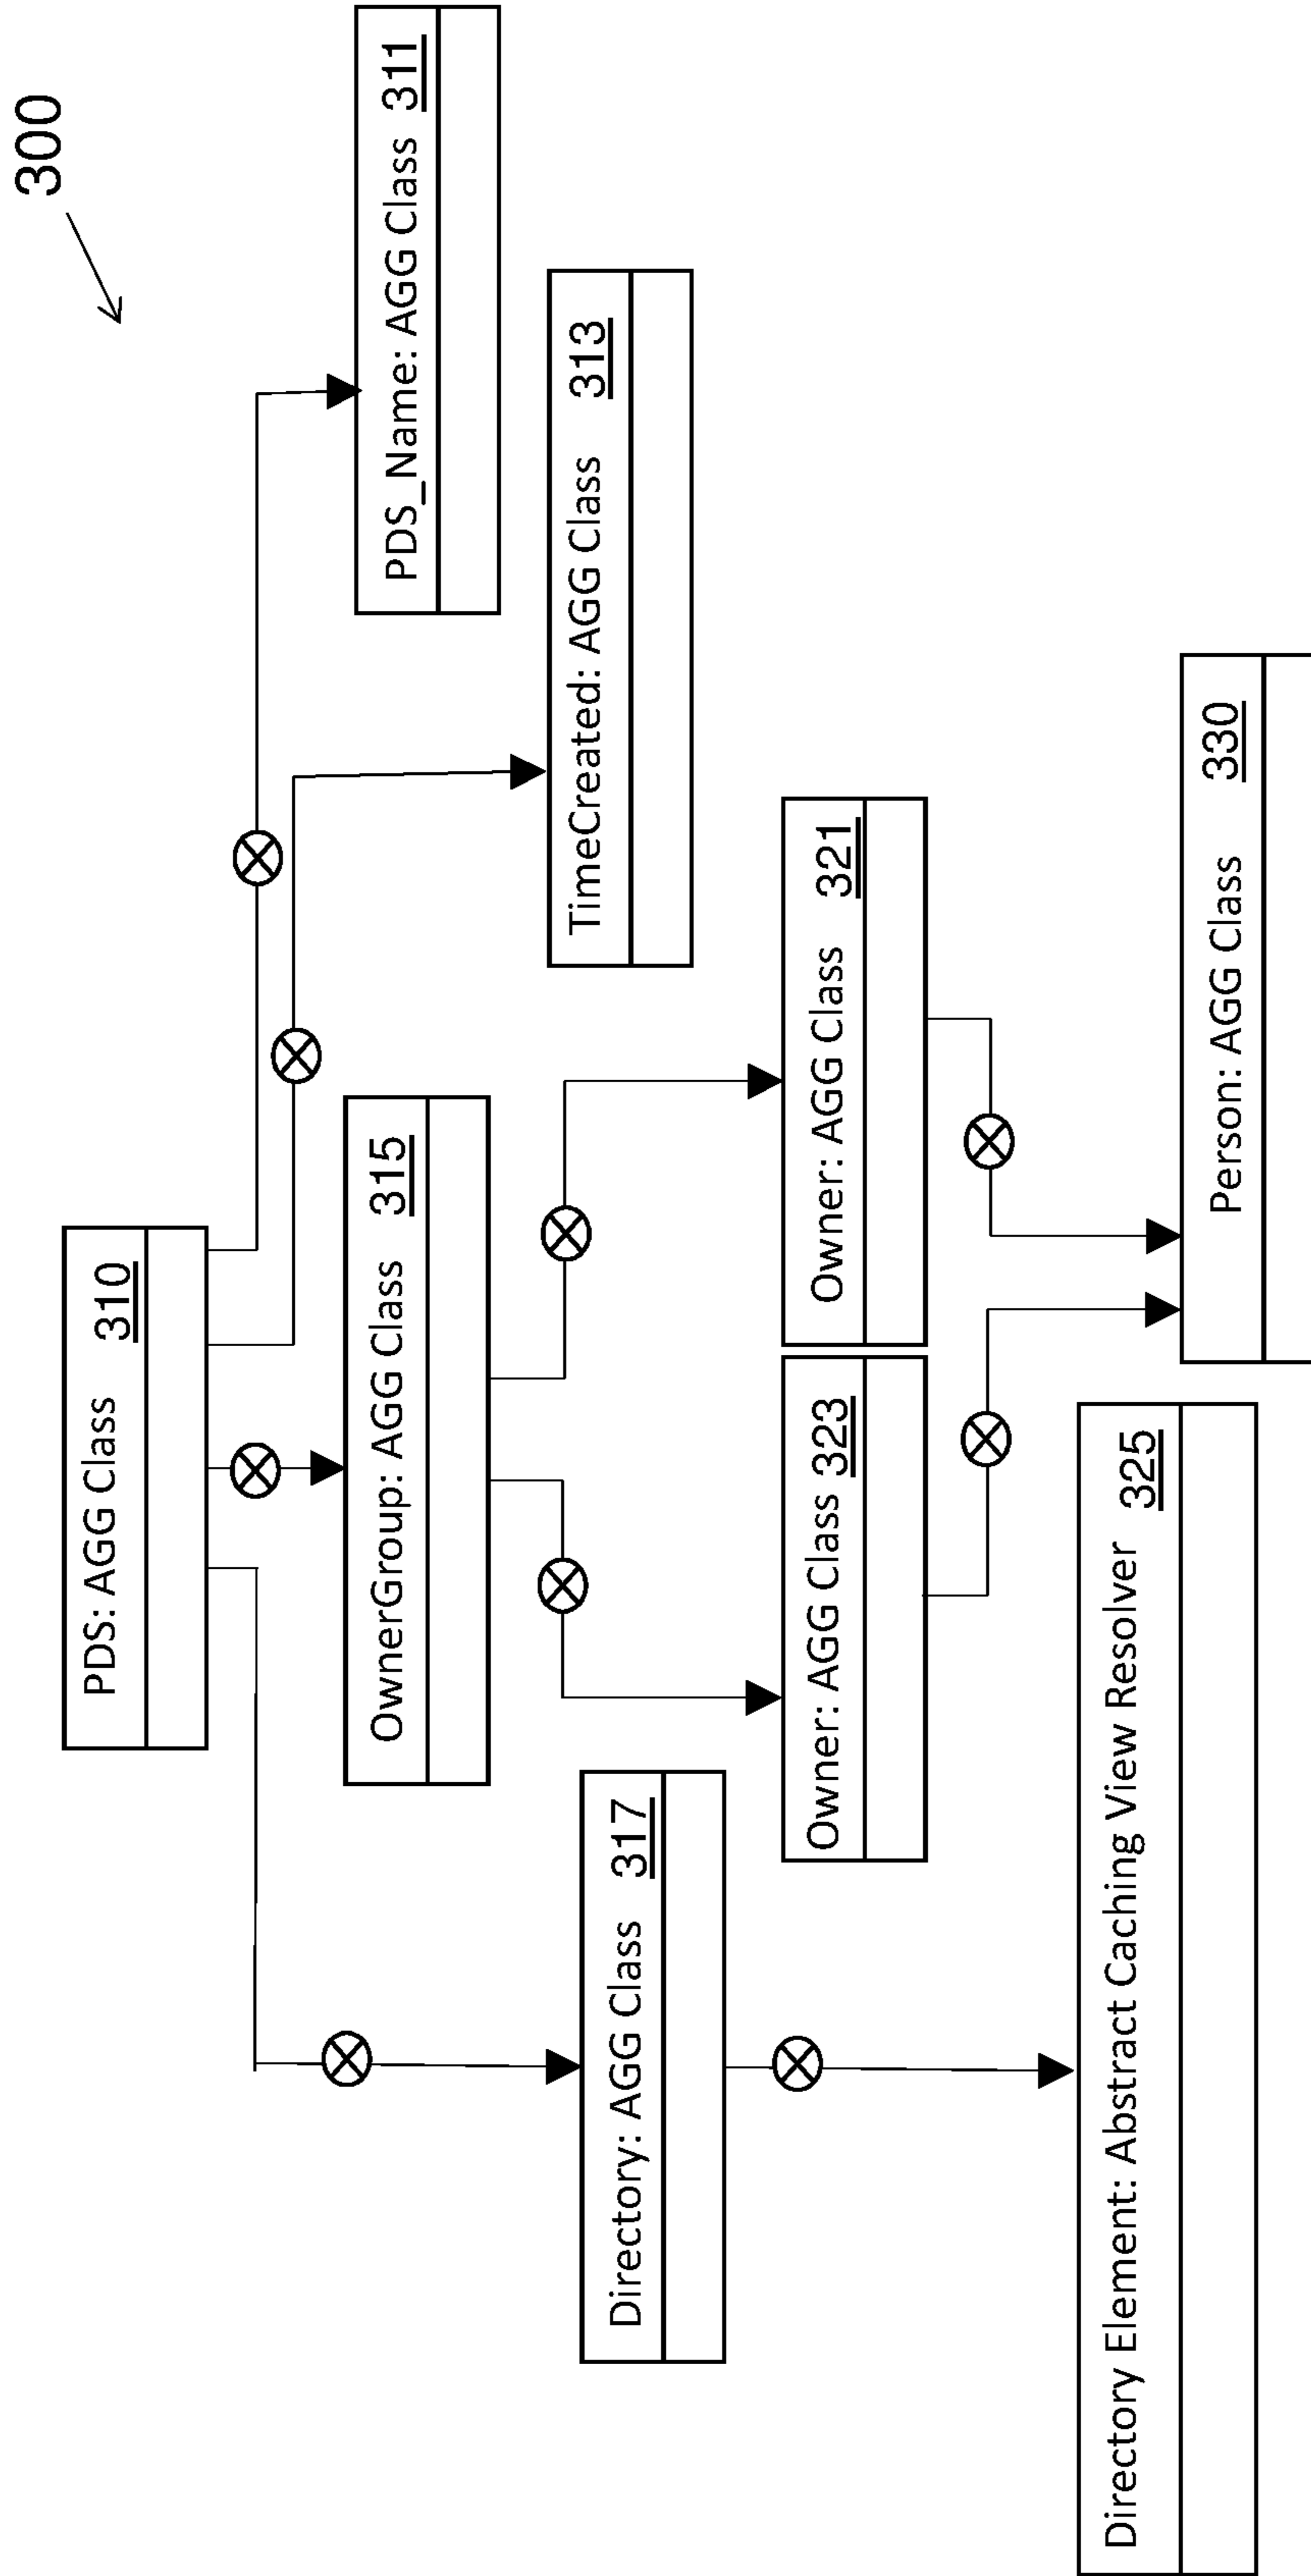 300
PDS: AGG Class 310
PDS_Name: AGG Class 311
OwnerGroup: AGG Class 315
TimeCreated: AGG Class 313
Directory: AGG Class 317
Owner: AGG Class 323
Owner: AGG Class 321
Directory Element: Abstract Caching View Resolver 325
Person: AGG Class 330